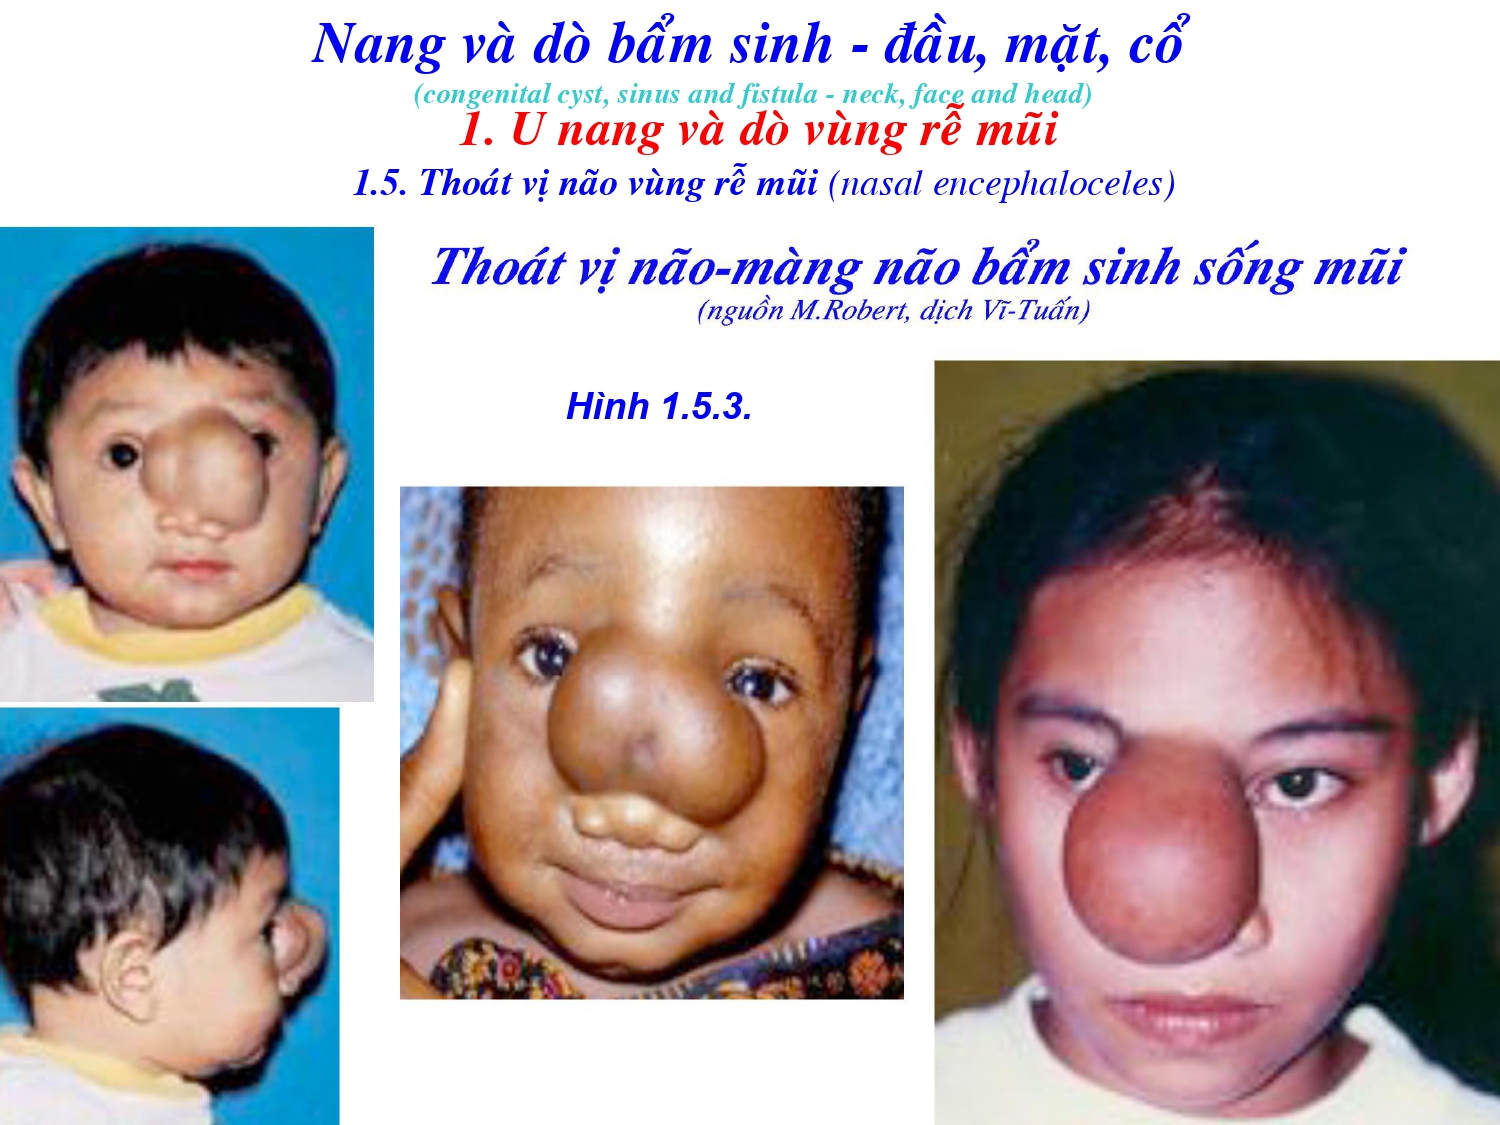 Nang và dò bẩm sinh - đầu, mặt, cổ
(congenital cyst, sinus and fistula - neck, face and head)
1. U nang và dò vùng rễ mũi
1.5. Thoát vị não vùng rễ mũi (nasal encephaloceles)
Thoát vị não-màng não bẩm sinh sống mũi
(nguồn M.Robert, dịch Vĩ-Tuấn)
Hình 1.5.3.